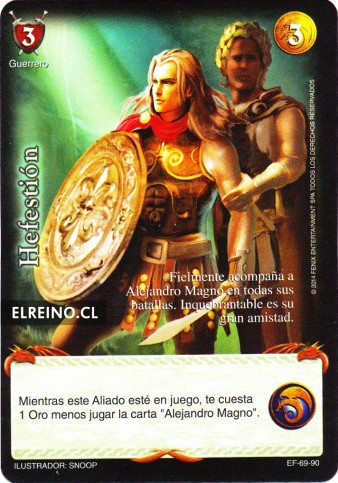 3
3
Guerrero
Hefestión
© 2014 FENIX ENTERTAINMENT SPA TODOS LOS DERECHOS RESERVADOS
Fielmente acompaña a
Alejandro Magno en todas sus
batallas. Inquebrantable es su
gran amistad.
ELREINO.CL
Mientras este Aliado esté en juego, te cuesta
1 Oro menos jugar la carta "Alejandro Magno".
ILUSTRADOR: SNOOP
EF-69-90